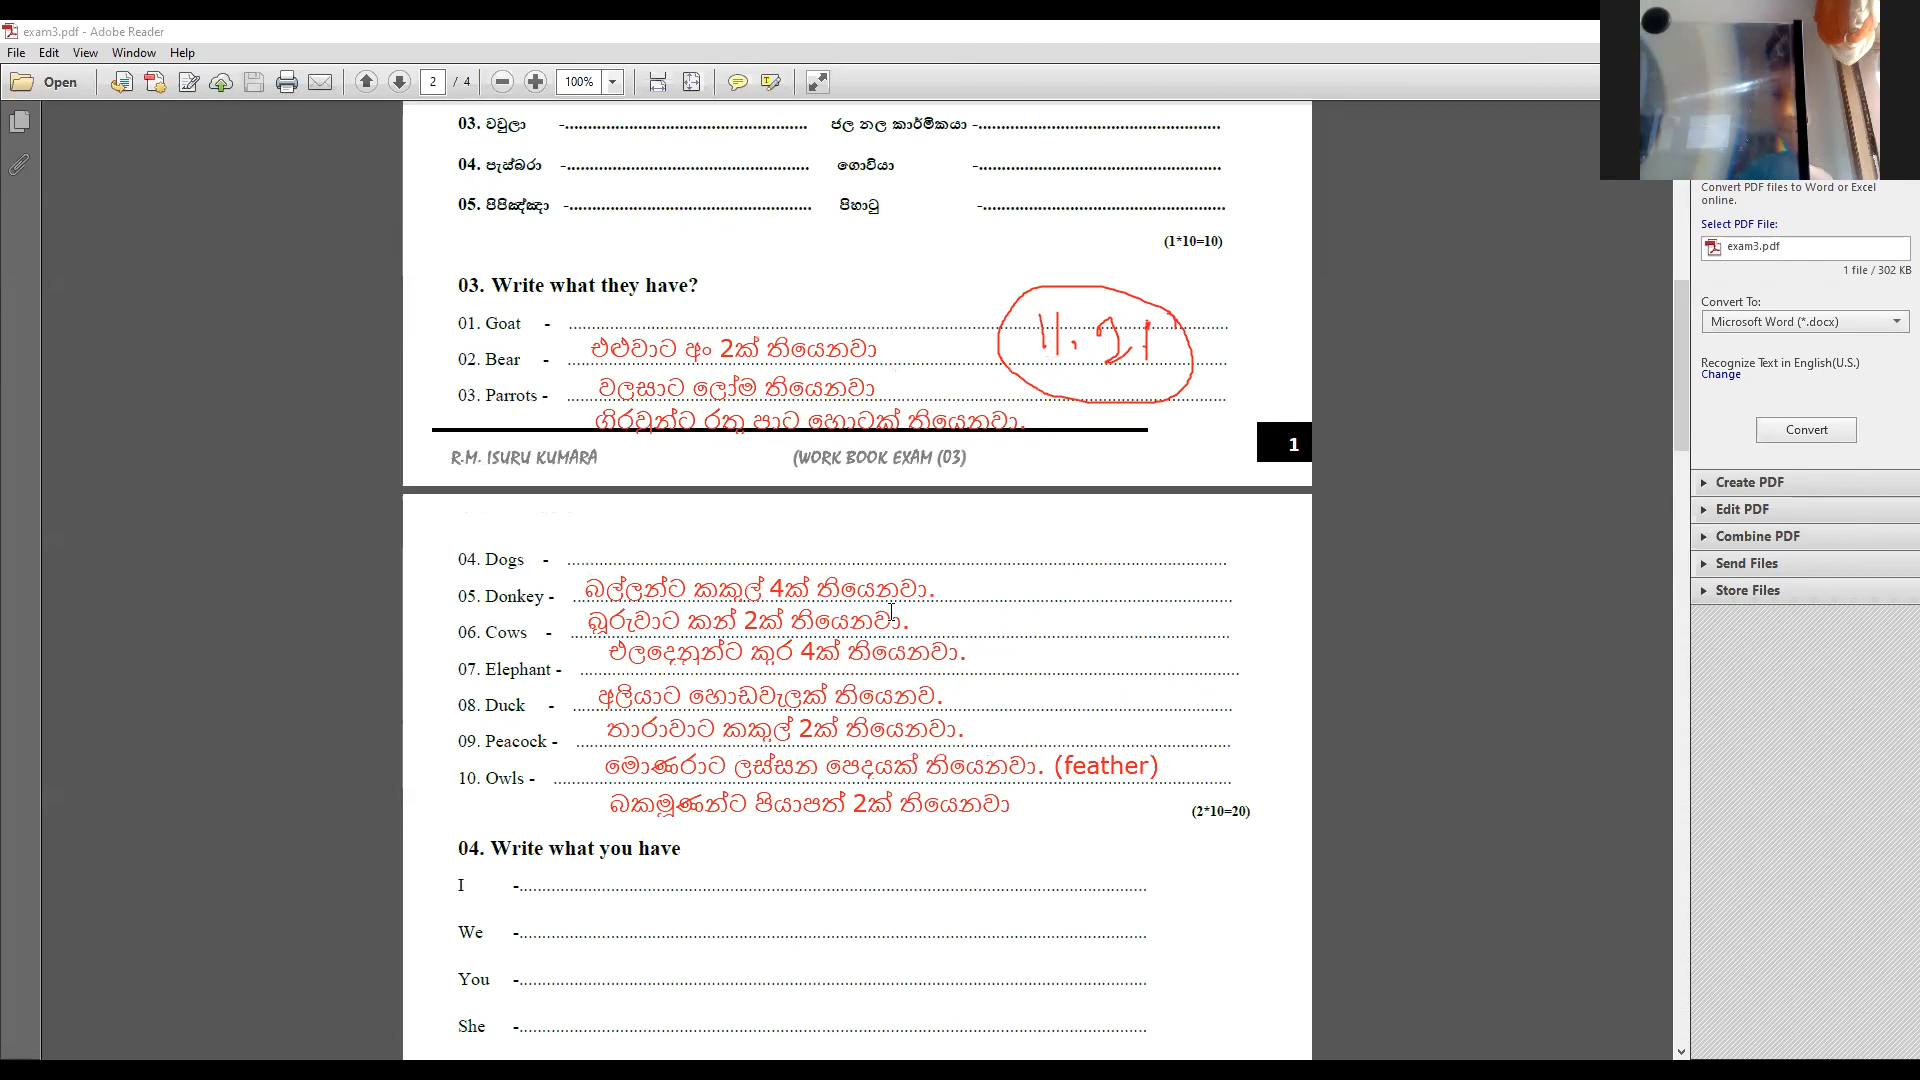 exam3.pdf - Adobe Reader
File Edit View Window Help
Open 2 / 4 100%
03. වවුලා -.................................................... ජල නල කාර්මිකයා -....................................................
04. පැස්බරා -.................................................... ගොවියා -....................................................
05. පිපිඤ්ඤා -.................................................... පිහාටු -....................................................
(1*10=10)
03. Write what they have?
01. Goat - ....................................................
එළුවාට අං 2ක් තියෙනවා
02. Bear - ....................................................
වලසාට ලෝම තියෙනවා
03. Parrots - ....................................................
ගිරවුන්ට රතු පාට හොටක් තියෙනවා.
11.21
R.M. ISURU KUMARA (WORK BOOK EXAM (03) 1
04. Dogs - ....................................................
බල්ලන්ට කකුල් 4ක් තියෙනවා.
05. Donkey - ....................................................
බූරුවාට කන් 2ක් තියෙනවා.
06. Cows - ....................................................
එලදෙනුන්ට කුර 4ක් තියෙනවා.
07. Elephant - ....................................................
අලියාට හොඩවැලක් තියෙනව.
08. Duck - ....................................................
තාරාවාට කකුල් 2ක් තියෙනවා.
09. Peacock - ....................................................
මොණරාට ලස්සන පෙදයක් තියෙනවා. (feather)
10. Owls - ....................................................
බකමූණන්ට පියාපත් 2ක් තියෙනවා
(2*10=20)
04. Write what you have
I -....................................................
We -....................................................
You -....................................................
She -....................................................
Convert PDF files to Word or Excel
online.
Select PDF File:
exam3.pdf
1 file / 302 KB
Convert To:
Microsoft Word (*.docx)
Recognize Text in English(U.S.)
Change
Convert
Create PDF
Edit PDF
Combine PDF
Send Files
Store Files